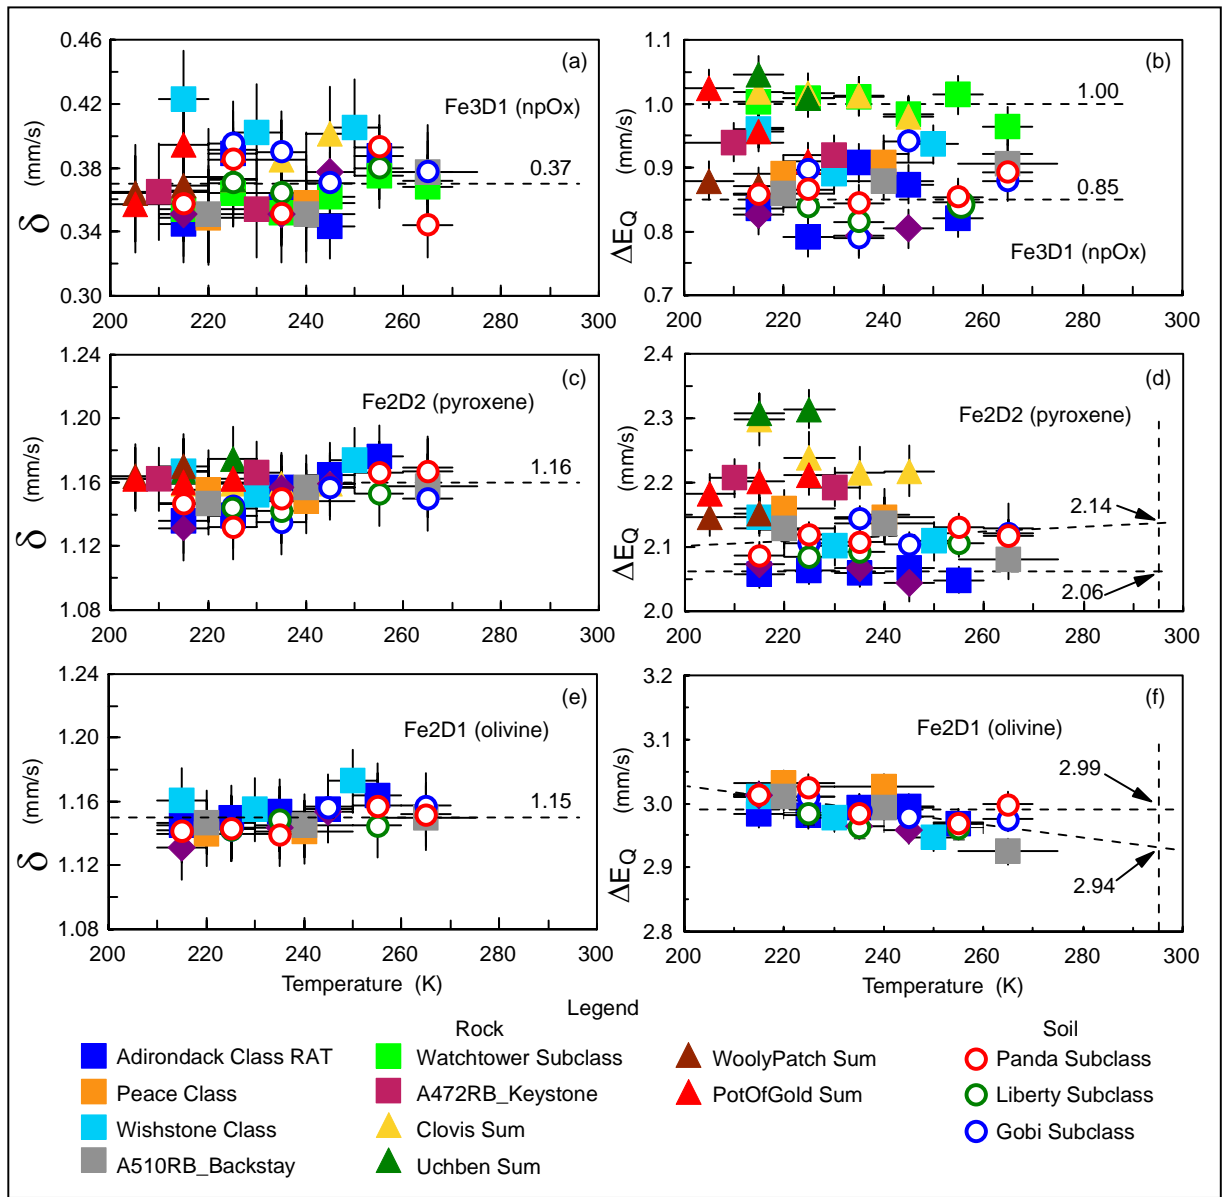 0.46
0.42
0.38
0.34
0.30
δ (mm/s)
(a)
Fe3D1 (npOx)
0.37
200 220 240 260 280 300
1.1
1.0
0.9
0.8
0.7
ΔEQ (mm/s)
(b)
1.00
0.85
Fe3D1 (npOx)
200 220 240 260 280 300
1.24
1.20
1.16
1.12
1.08
δ (mm/s)
(c)
Fe2D2 (pyroxene)
1.16
200 220 240 260 280 300
2.4
2.3
2.2
2.1
2.0
ΔEQ (mm/s)
(d)
Fe2D2 (pyroxene)
2.14
2.06
200 220 240 260 280 300
1.24
1.20
1.16
1.12
1.08
δ (mm/s)
(e)
Fe2D1 (olivine)
1.15
200 220 240 260 280 300
Temperature (K)
3.2
3.1
3.0
2.9
2.8
ΔEQ (mm/s)
(f)
Fe2D1 (olivine)
2.99
2.94
200 220 240 260 280 300
Temperature (K)
Legend
Rock
Adirondack Class RAT
Peace Class
Wishstone Class
A510RB_Backstay
Watchtower Subclass
A472RB_Keystone
Clovis Sum
Uchben Sum
WoolyPatch Sum
PotOfGold Sum
Soil
Panda Subclass
Liberty Subclass
Gobi Subclass